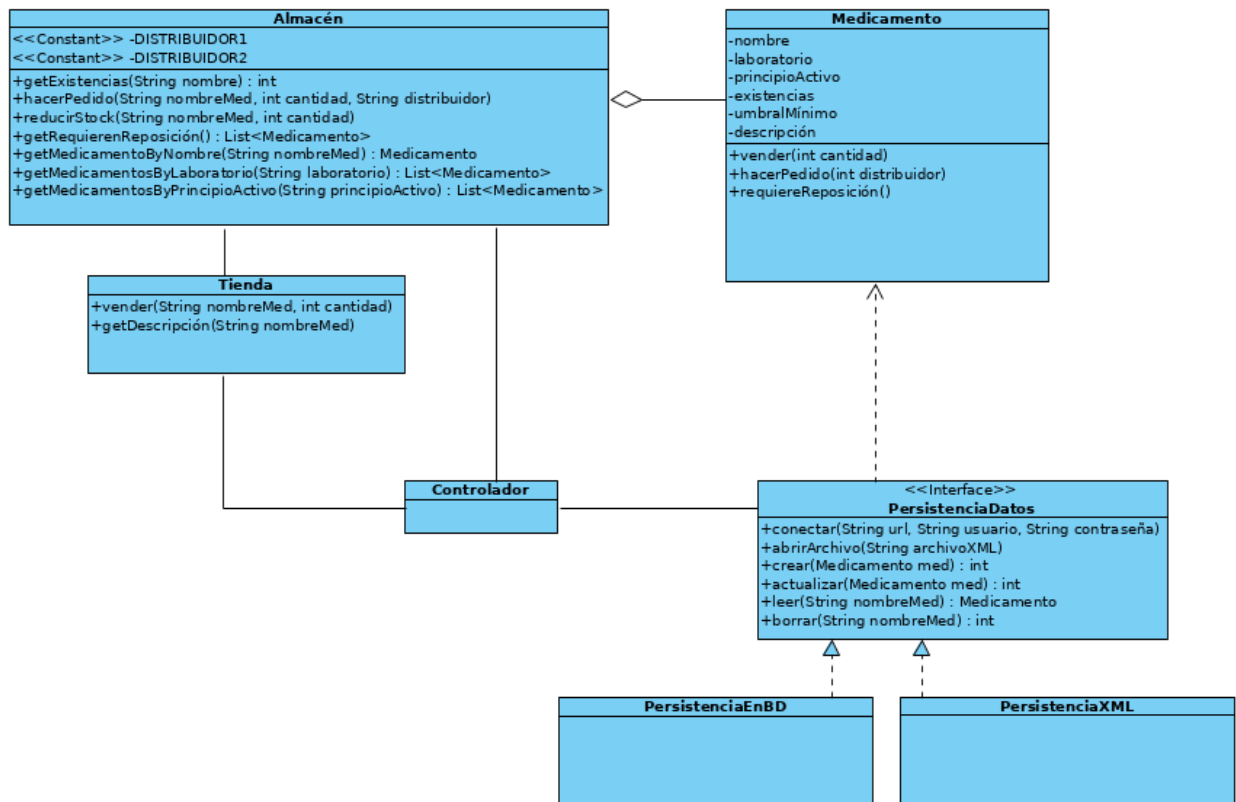 Almacén
<<Constant>> -DISTRIBUIDOR1
<<Constant>> -DISTRIBUIDOR2
+getExistencias(String nombre) : int
+hacerPedido(String nombreMed, int cantidad, String distribuidor)
+reducirStock(String nombreMed, int cantidad)
+getRequierenReposición() : List<Medicamento>
+getMedicamentoByNombre(String nombreMed) : Medicamento
+getMedicamentosByLaboratorio(String laboratorio) : List<Medicamento>
+getMedicamentosByPrincipioActivo(String principioActivo) : List<Medicamento>
Medicamento
-nombre
-laboratorio
-principioActivo
-existencias
-umbralMínimo
-descripción
+vender(int cantidad)
+hacerPedido(int distribuidor)
+requiereReposición()
Tienda
+vender(String nombreMed, int cantidad)
+getDescripción(String nombreMed)
Controlador
<<Interface>>
PersistenciaDatos
+conectar(String url, String usuario, String contraseña)
+abrirArchivo(String archivoXML)
+crear(Medicamento med) : int
+actualizar(Medicamento med) : int
+leer(String nombreMed) : Medicamento
+borrar(String nombreMed) : int
PersistenciaEnBD
PersistenciaXML